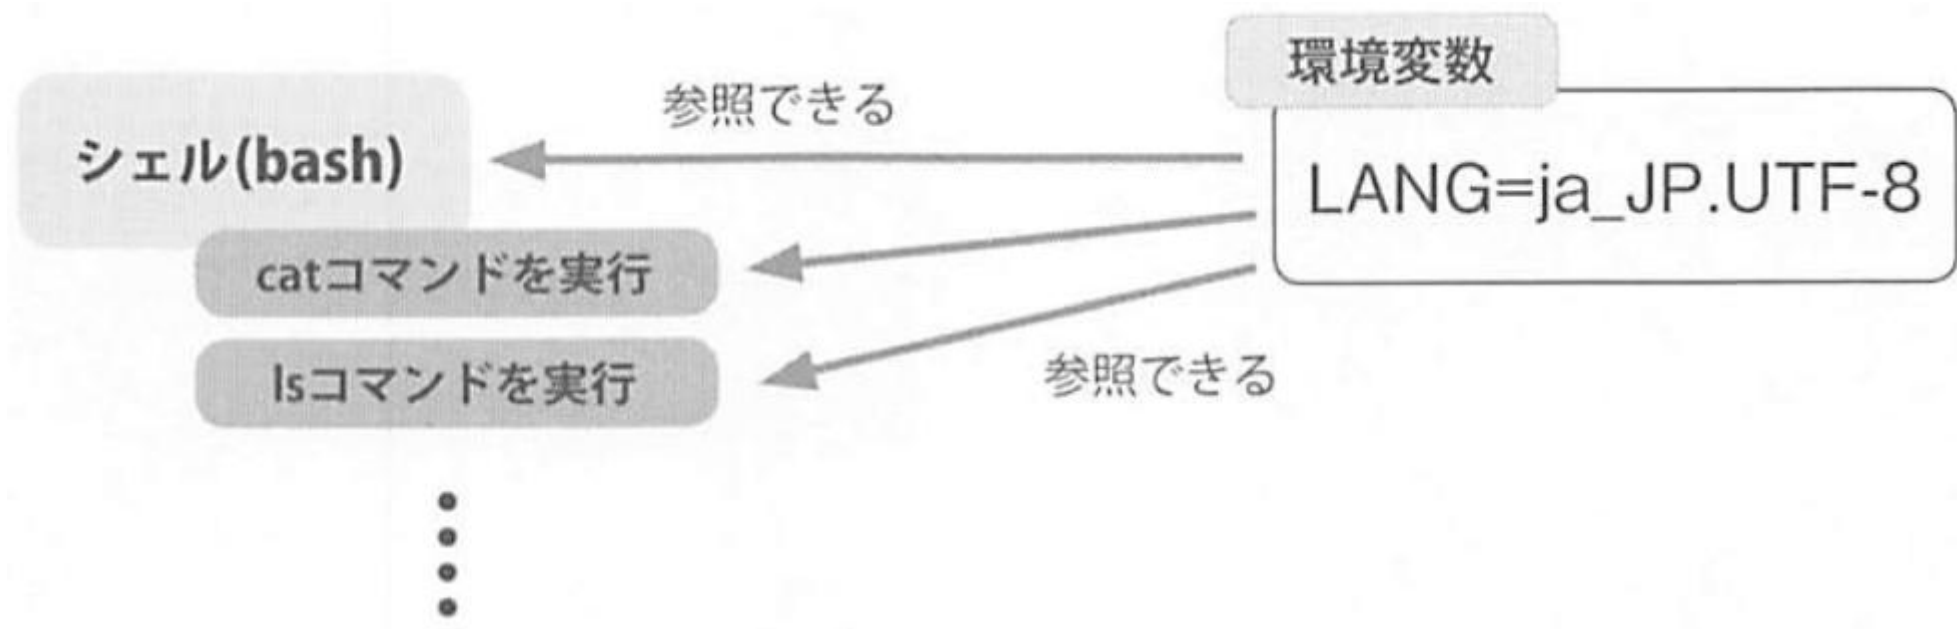 環境変数
参照できる
シェル(bash)
LANG=ja_JP.UTF-8
catコマンドを実行
lsコマンドを実行
参照できる